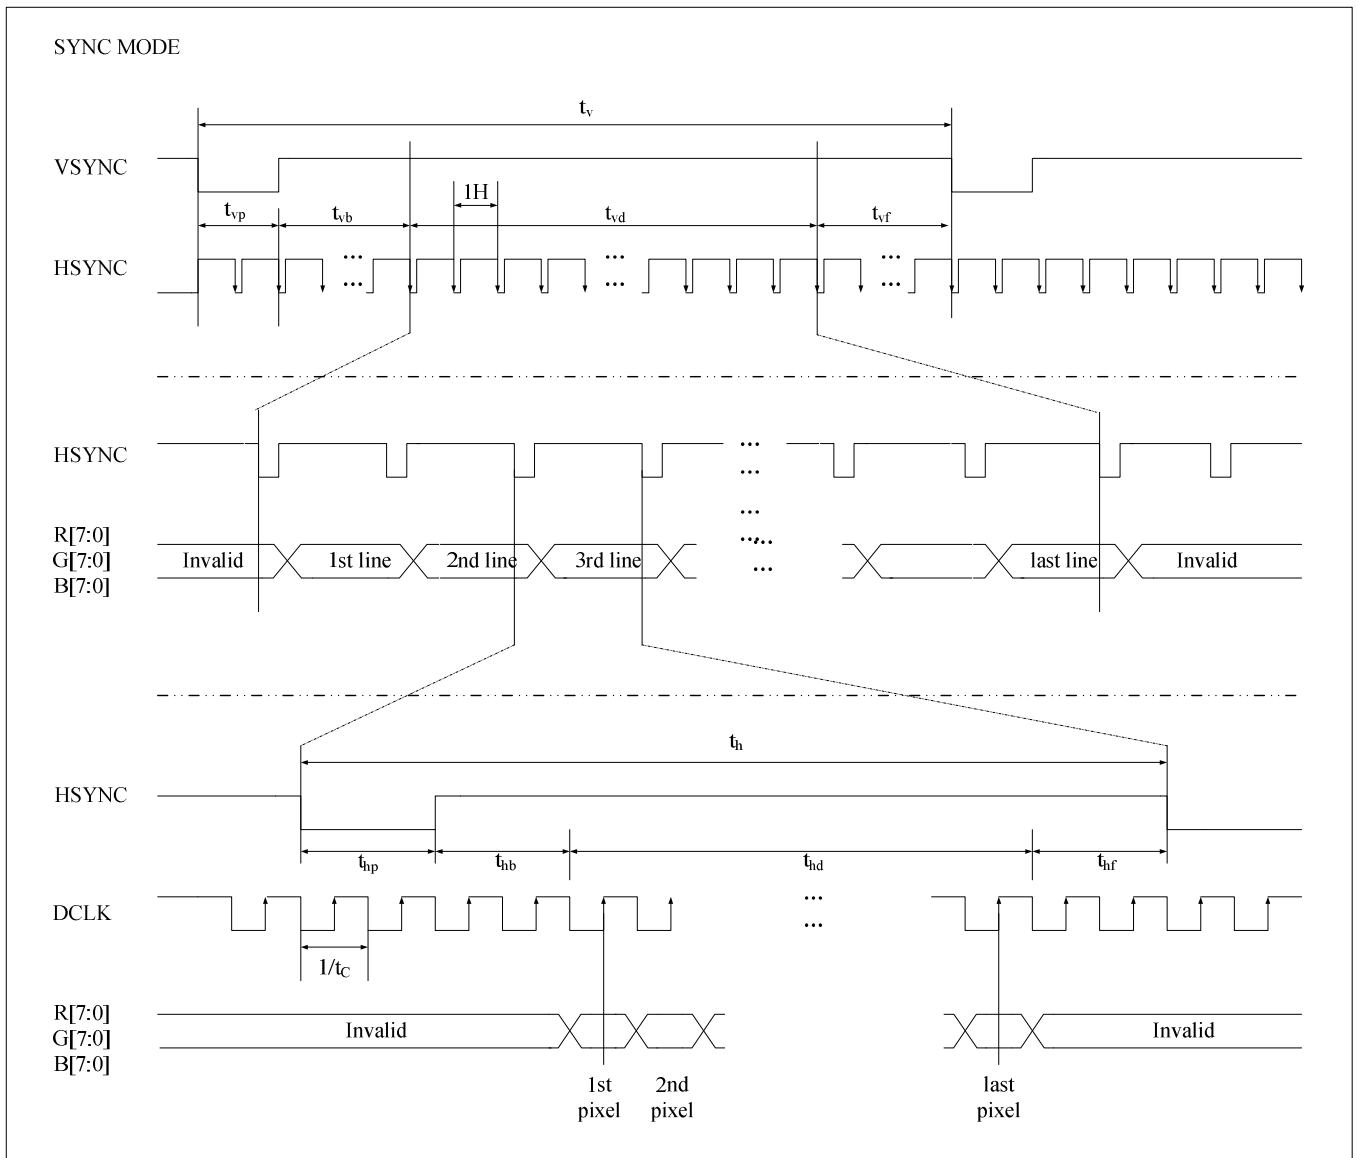 SYNC MODE
tv
VSYNC
1H
tvp
tvb
tvd
tvf
HSYNC
... ... ...
... ... ...
HSYNC
...
...
...
R[7:0]
G[7:0]
B[7:0]
Invalid
1st line
2nd line
3rd line
...
...
last line
Invalid
th
HSYNC
thp
thb
thd
thf
DCLK
...
...
1/tC
R[7:0]
G[7:0]
B[7:0]
Invalid
Invalid
1st
pixel
2nd
pixel
last
pixel